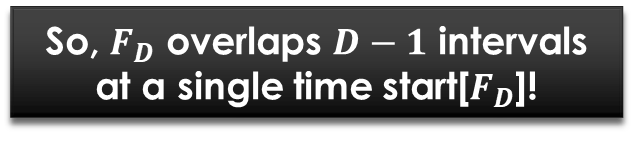 So, F_D overlaps D − 1 intervals
at a single time start[F_D]!